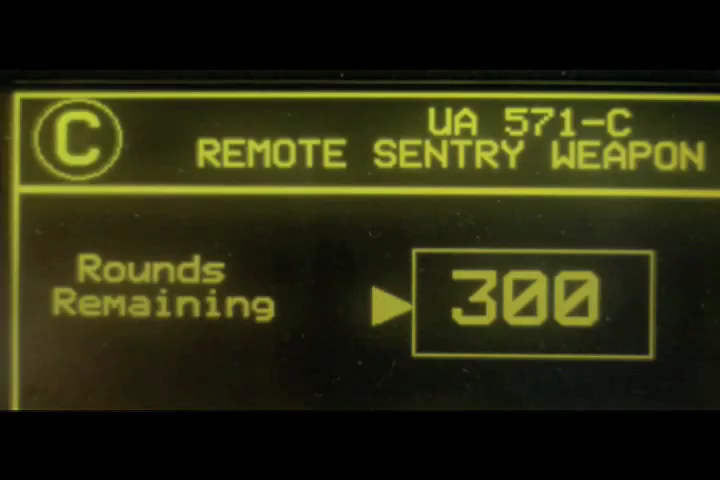 C
UA 571-C
REMOTE SENTRY WEAPON
Rounds
Remaining
300